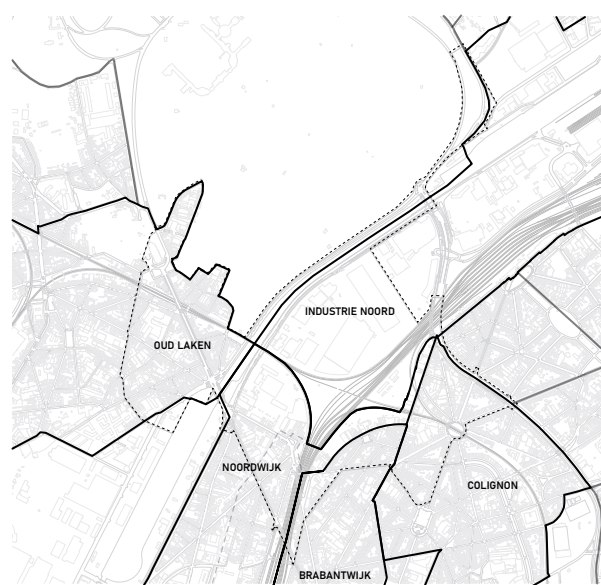 INDUSTRIE NOORD
OUD LAKEN
NOORDWIJK
COLIGNON
BRABANTWIJK